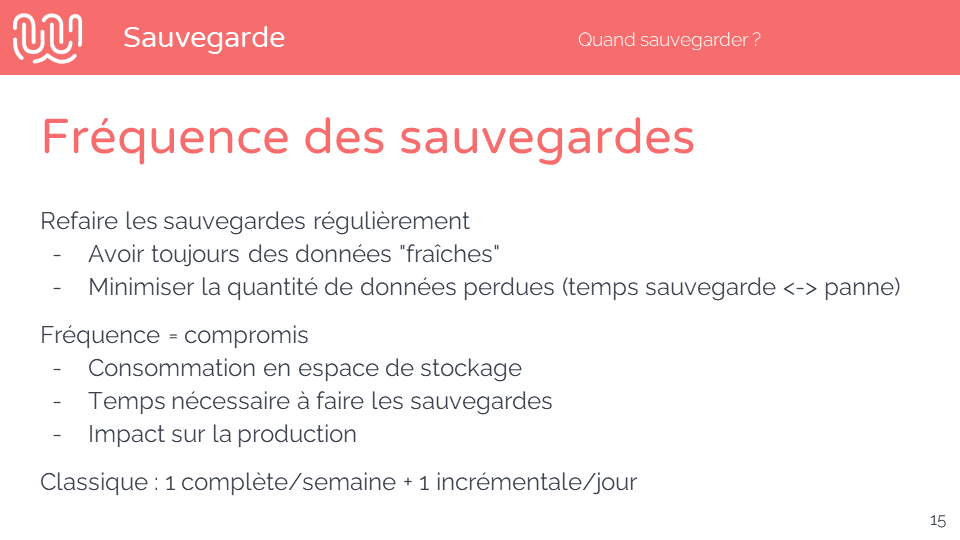 Sauvegarde
Quand sauvegarder ?
Fréquence des sauvegardes
Refaire les sauvegardes régulièrement
- Avoir toujours des données "fraîches"
- Minimiser la quantité de données perdues (temps sauvegarde <-> panne)
Fréquence = compromis
- Consommation en espace de stockage
- Temps nécessaire à faire les sauvegardes
- Impact sur la production
Classique : 1 complète/semaine + 1 incrémentale/jour
15